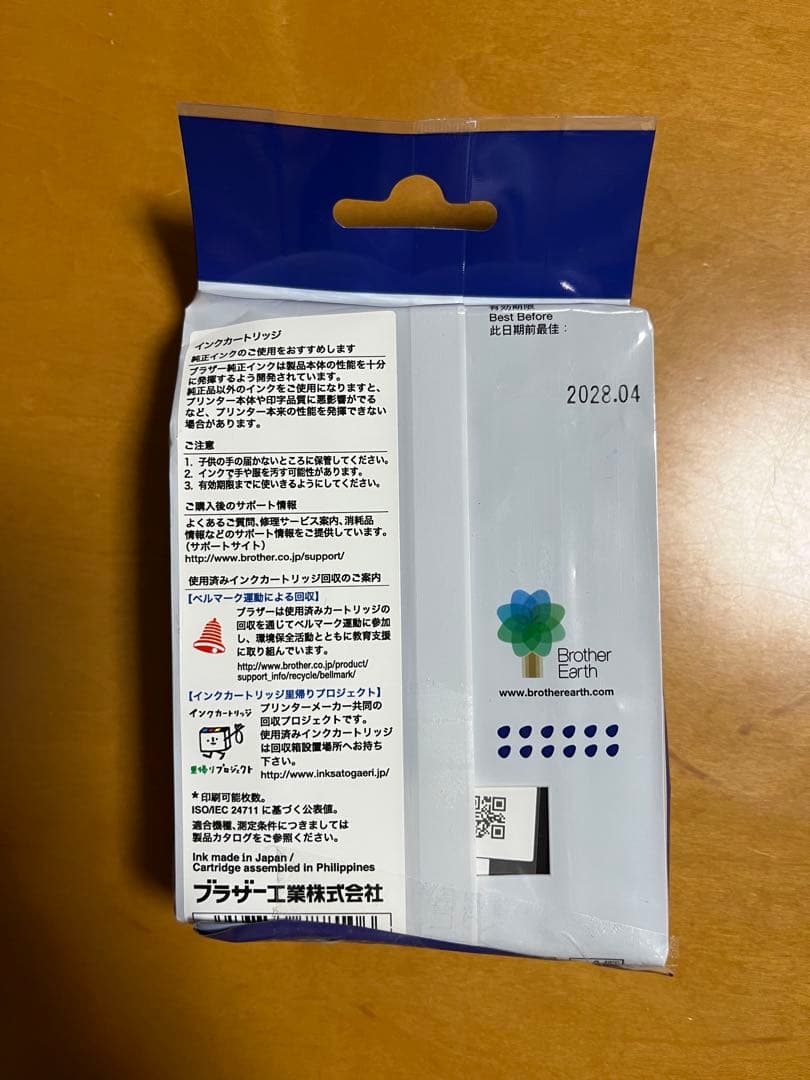 インクカートリッジ
純正インクのご使用をおすすめします
ブラザー純正インクは製品本体の性能を十分
に発揮するよう開発されています。
純正品以外のインクをご使用になりますと、
プリンター本体や印字品質に悪影響がでる
など、プリンター本来の性能を発揮できない
場合があります。
ご注意
1. 子供の手の届かないところに保管してください。
2. インクで手や服を汚す可能性があります。
3. 有効期限までに使いきるようにしてください。
ご購入後のサポート情報
よくあるご質問、修理サービス案内、消耗品
情報などのサポート情報をご提供しています。
（サポートサイト）
http://www.brother.co.jp/support/
使用済みインクカートリッジ回収のご案内
【ベルマーク運動による回収】
ブラザーは使用済みカートリッジの
回収を通じてベルマーク運動に参加
し、環境保全活動とともに教育支援
に取り組んでいます。
http://www.brother.co.jp/product/
support_info/recycle/bellmark/
【インクカートリッジ里帰りプロジェクト】
インクカートリッジ
里帰りプロジェクト
プリンターメーカー共同の
回収プロジェクトです。
使用済みインクカートリッジ
は回収箱設置場所へお持ち
下さい。
http://www.inksatogaeri.jp/
*印刷可能枚数。
ISO/IEC 24711 に基づく公表値。
適合機種、測定条件につきましては
製品カタログをご参照ください。
Ink made in Japan /
Cartridge assembled in Philippines
ブラザー工業株式会社
有効期限
Best Before
此日期前最佳：
2028.04
Brother
Earth
www.brotherearth.com